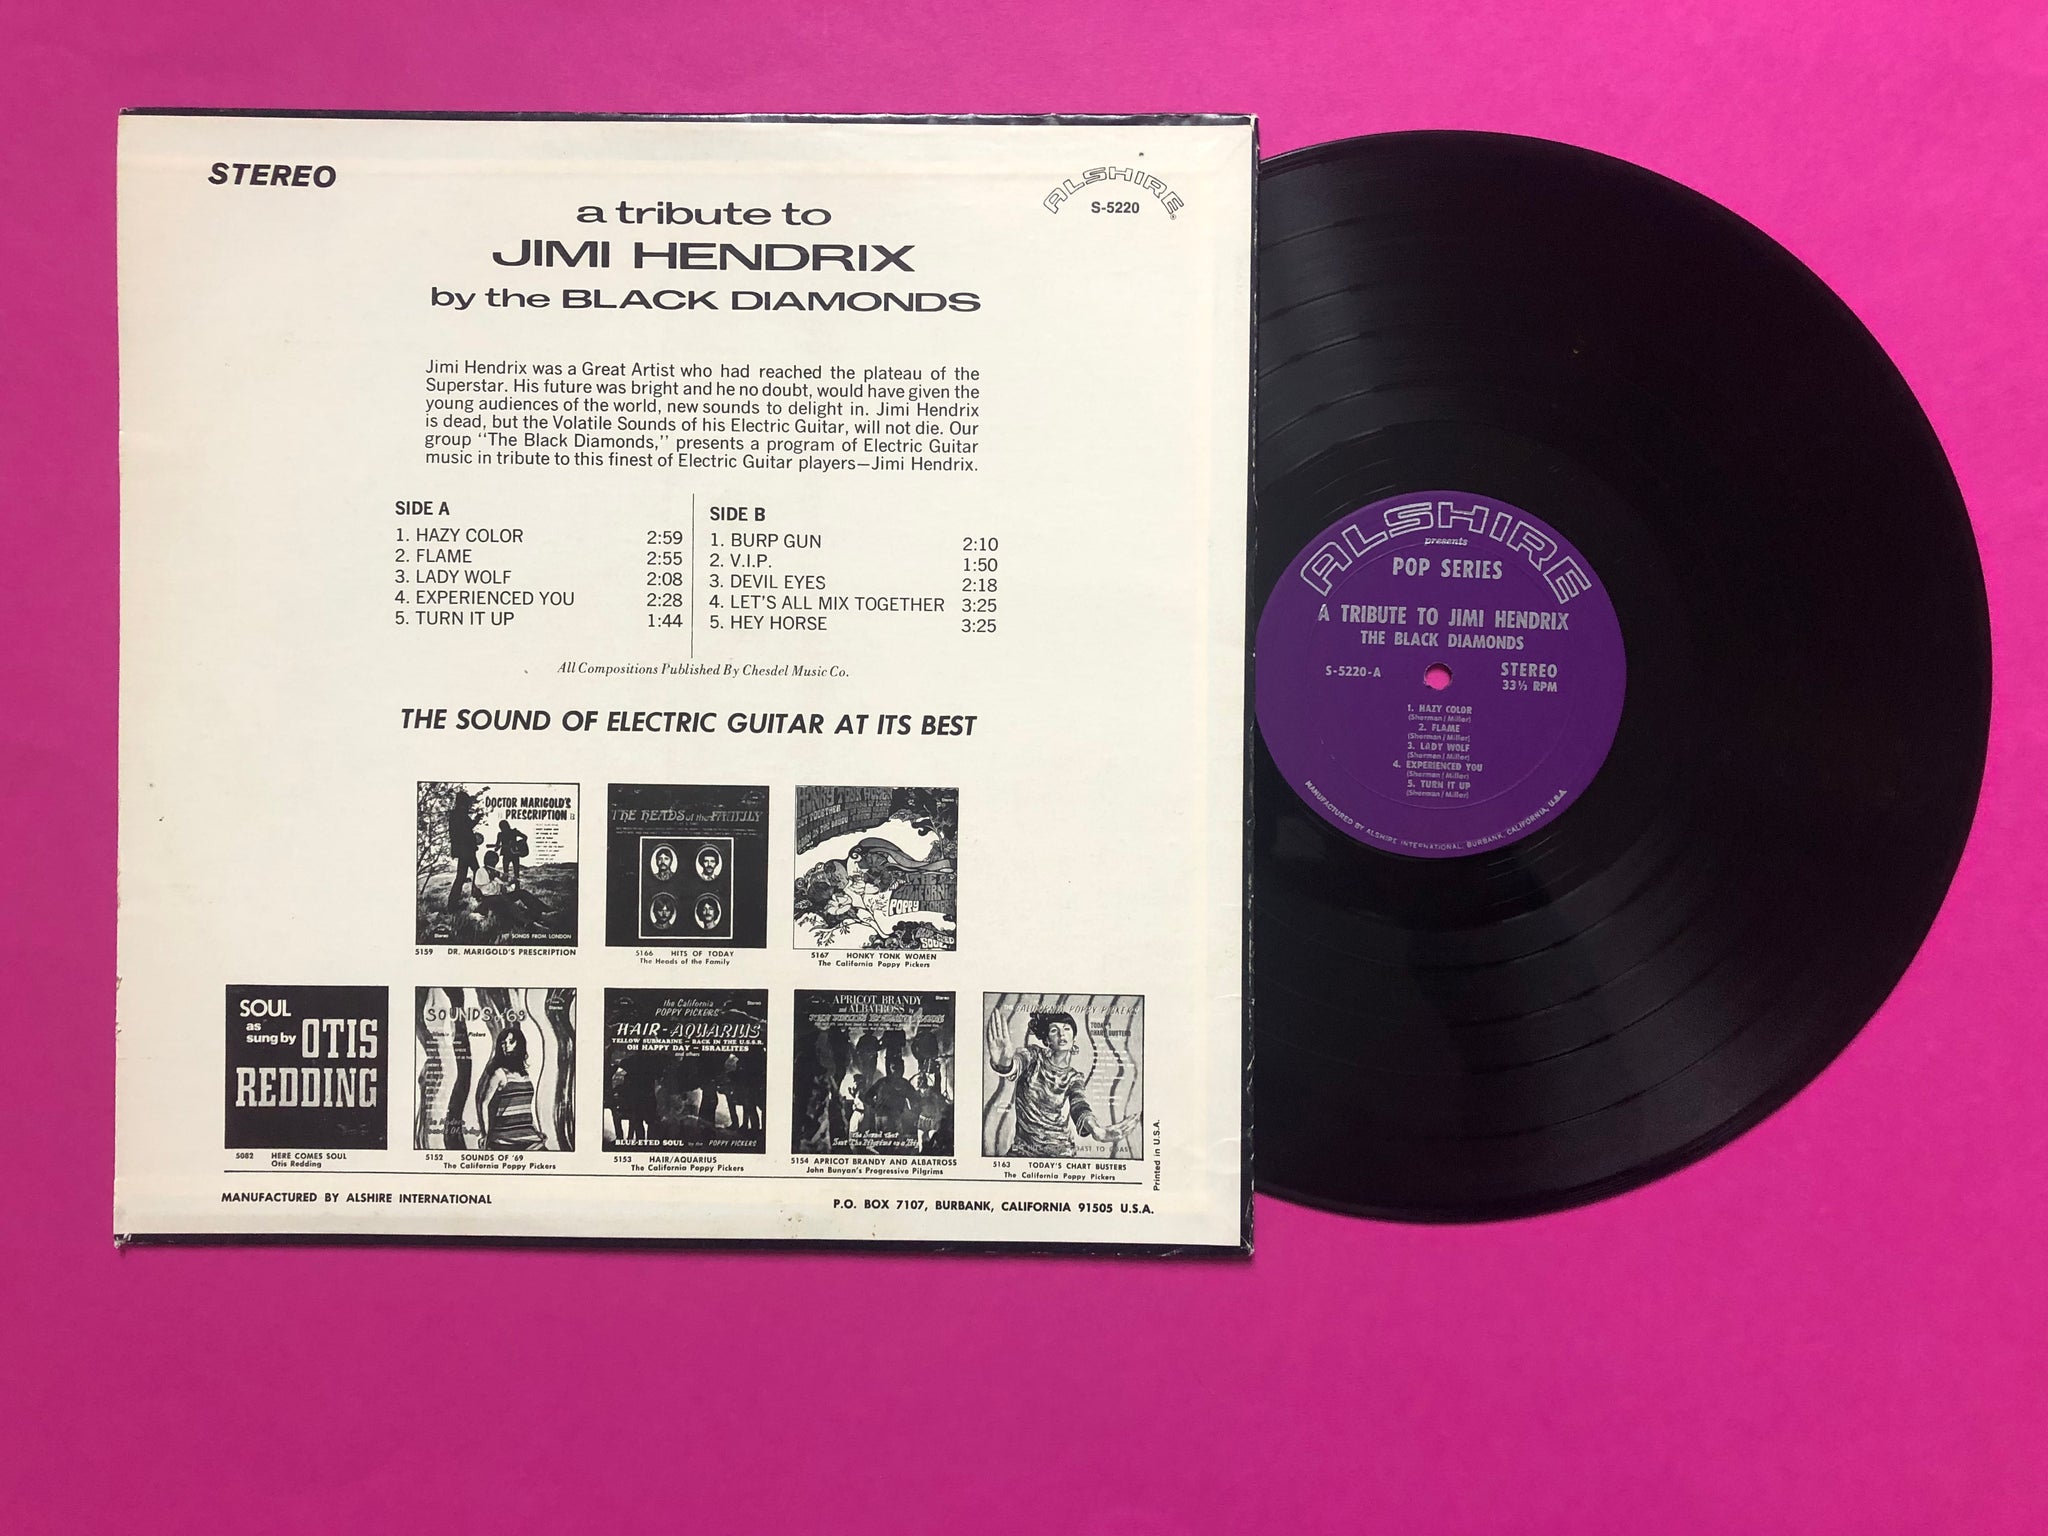 STEREO
ALSHIRE
S-5220
a tribute to
JIMI HENDRIX
by the BLACK DIAMONDS
Jimi Hendrix was a Great Artist who had reached the plateau of the
Superstar. His future was bright and he no doubt, would have given the
young audiences of the world, new sounds to delight in. Jimi Hendrix
is dead, but the Volatile Sounds of his Electric Guitar, will not die. Our
group "The Black Diamonds," presents a program of Electric Guitar
music in tribute to this finest of Electric Guitar players—Jimi Hendrix.
SIDE A
1. HAZY COLOR 2:59
2. FLAME 2:55
3. LADY WOLF 2:08
4. EXPERIENCED YOU 2:28
5. TURN IT UP 1:44
SIDE B
1. BURP GUN 2:10
2. V.I.P. 1:50
3. DEVIL EYES 2:18
4. LET'S ALL MIX TOGETHER 3:25
5. HEY HORSE 3:25
All Compositions Published By Chesdel Music Co.
THE SOUND OF ELECTRIC GUITAR AT ITS BEST
DOCTOR MARIGOLD'S
PRESCRIPTION
Stereo
HIT SONGS FROM LONDON
5159 DR. MARIGOLD'S PRESCRIPTION
THE HEADS of the FAMILY
5166 HITS OF TODAY
The Heads of the Family
POPPY PICKERS
5167 HONKY TONK WOMEN
The California Poppy Pickers
SOUL
as
sung by OTIS
REDDING
5082 HERE COMES SOUL
Otis Redding
SOUNDS of '69
5152 SOUNDS OF '69
The California Poppy Pickers
the California
POPPY PICKERS
Stereo
HAIR - AQUARIUS
YELLOW SUBMARINE - BACK IN THE U.S.S.R.
OH HAPPY DAY - ISRAELITES
and others
BLUE-EYED SOUL by the POPPY PICKERS
5153 HAIR/AQUARIUS
The California Poppy Pickers
APRICOT BRANDY
and ALBATROSS by
Stereo
5154 APRICOT BRANDY AND ALBATROSS
John Bunyan's Progressive Pilgrims
CALIFORNIA POPPY PICKERS
TODAY'S
CHART BUSTERS
5163 TODAY'S CHART BUSTERS
The California Poppy Pickers
Printed in U.S.A.
MANUFACTURED BY ALSHIRE INTERNATIONAL
P.O. BOX 7107, BURBANK, CALIFORNIA 91505 U.S.A.
ALSHIRE
presents
POP SERIES
A TRIBUTE TO JIMI HENDRIX
THE BLACK DIAMONDS
S-5220-A
STEREO
33⅓ RPM
1. HAZY COLOR
(Sherman / Miller)
2. FLAME
(Sherman / Miller)
3. LADY WOLF
(Sherman / Miller)
4. EXPERIENCED YOU
(Sherman / Miller)
5. TURN IT UP
(Sherman / Miller)
MANUFACTURED BY ALSHIRE INTERNATIONAL, BURBANK, CALIFORNIA, U.S.A.